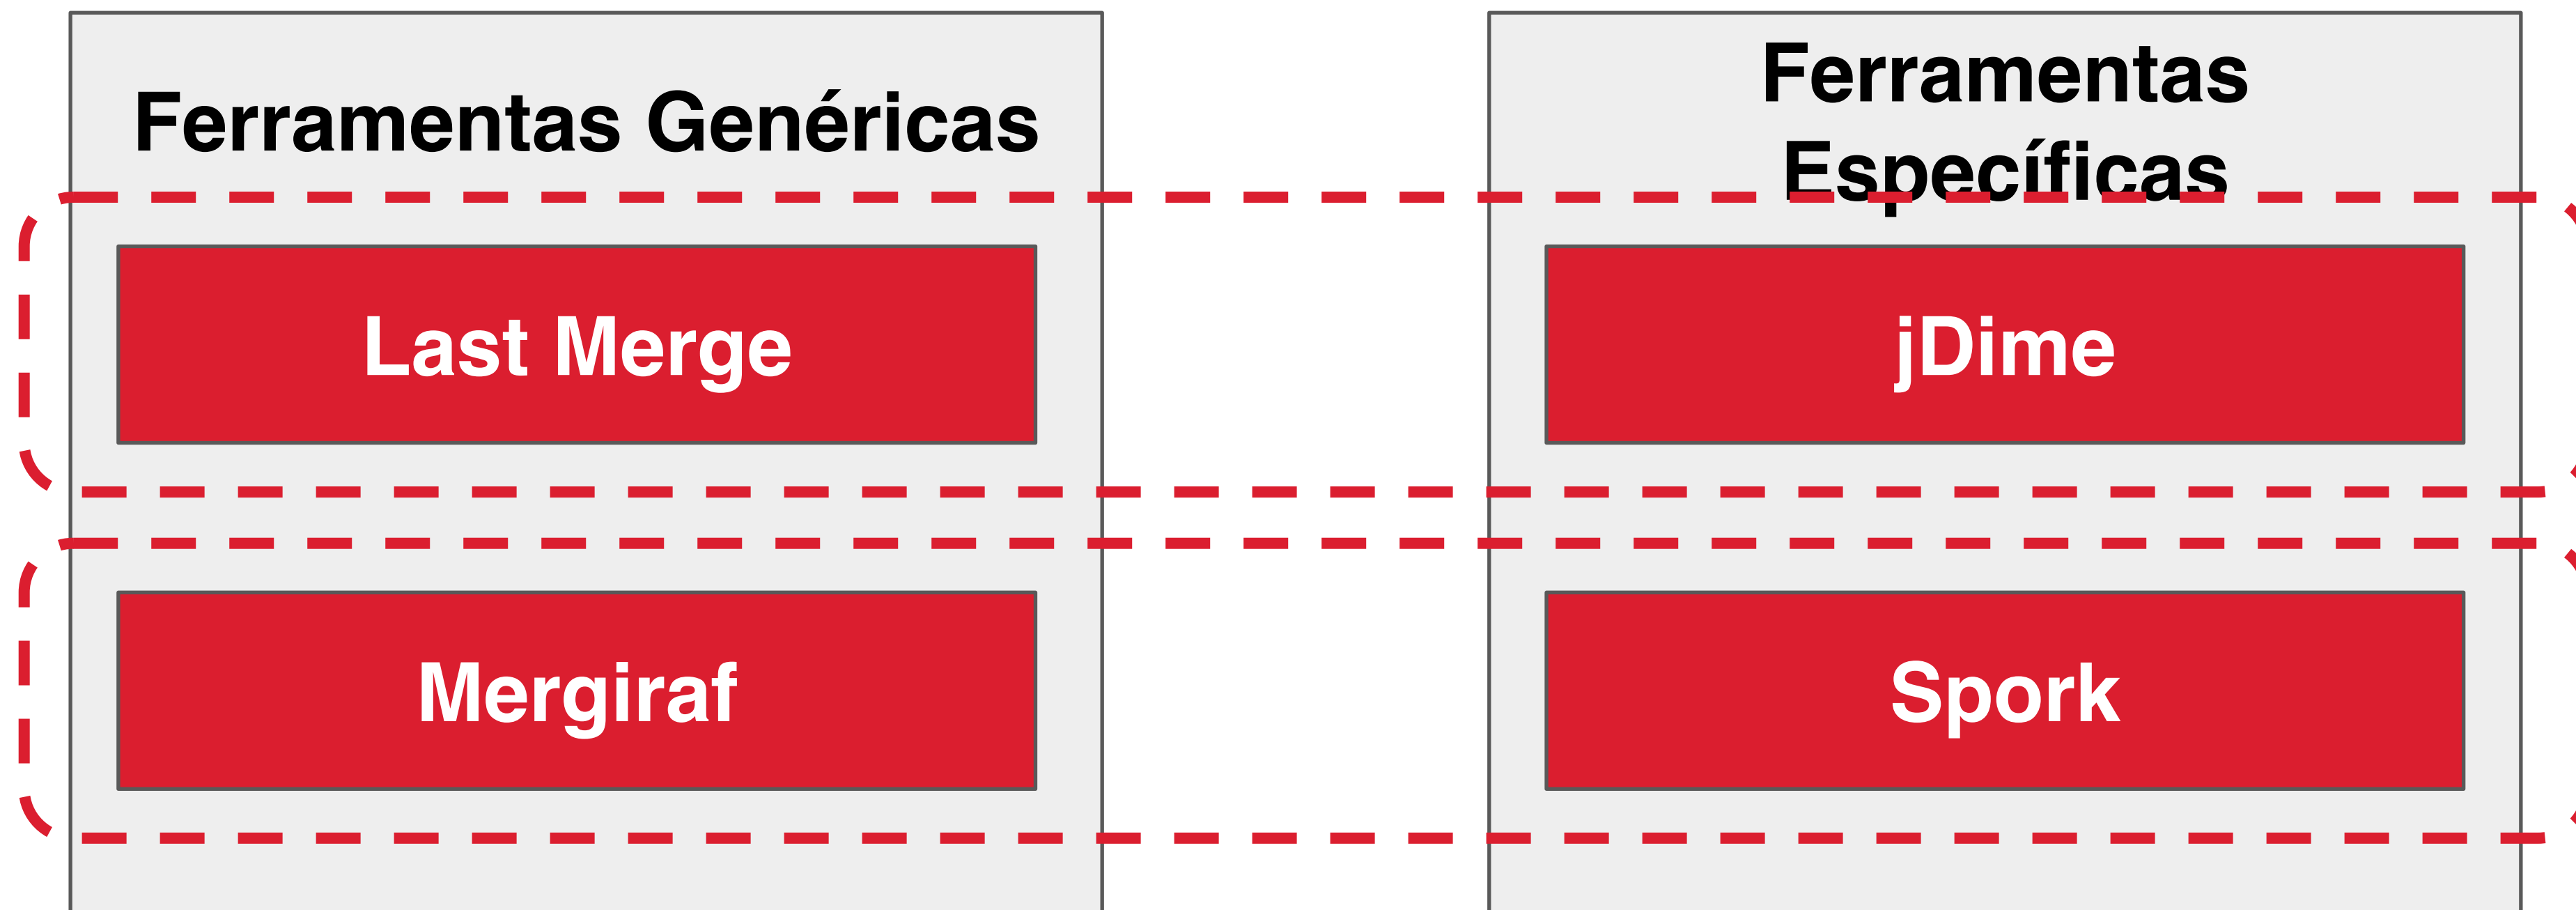 Ferramentas Genéricas
Last Merge
Mergiraf
Ferramentas
Específicas
jDime
Spork